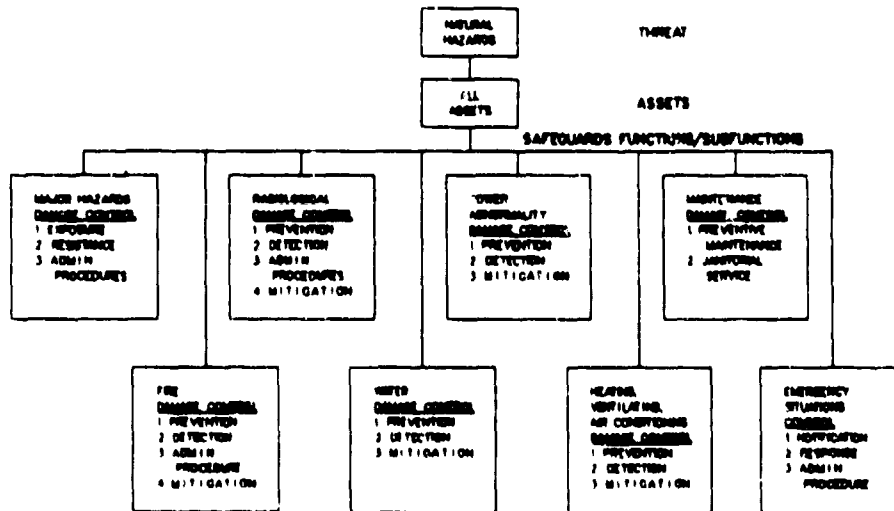 NATURAL
HAZARDS
THREAT
ALL
ASSETS
ASSETS
SAFEGUARDS FUNCTIONS/SUBFUNCTIONS
MAJOR HAZARDS
DAMAGE CONTROL
1 EXPOSURE
2 RESISTANCE
3 ADMIN
PROCEDURES
RADIOLOGICAL
DAMAGE CONTROL
1 PREVENTION
2 DETECTION
3 ADMIN
PROCEDURES
4 MITIGATION
POWER
ABNORMALITY
DAMAGE CONTROL
1 PREVENTION
2 DETECTION
3 MITIGATION
MAINTENANCE
DAMAGE CONTROL
1. PREVENTIVE
MAINTENANCE
2. JANITORIAL
SERVICE
FIRE
DAMAGE CONTROL
1 PREVENTION
2 DETECTION
3 ADMIN
PROCEDURE
4 MITIGATION
WATER
DAMAGE CONTROL
1 PREVENTION
2 DETECTION
3 MITIGATION
HEATING,
VENTILATING,
AIR CONDITIONING
DAMAGE CONTROL
1 PREVENTION
2 DETECTION
3 MITIGATION
EMERGENCY
SITUATIONS
CONTROL
1 NOTIFICATION
2 RESPONSE
3 ADMIN
PROCEDURE